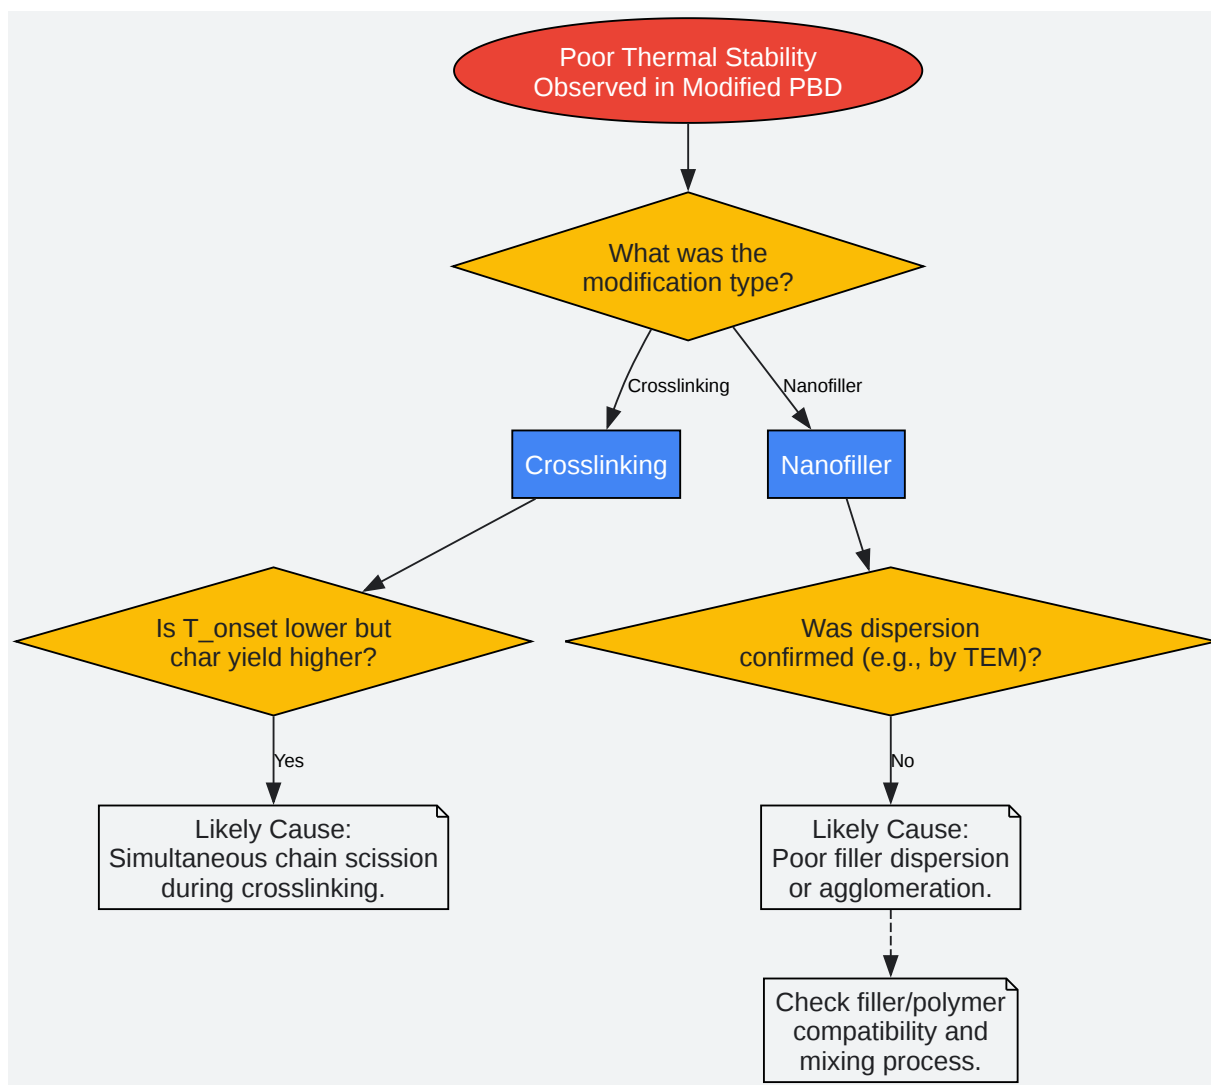 Poor Thermal Stability
Observed in Modified PBD
What was the
modification type?
Crosslinking
Nanofiller
Crosslinking
Nanofiller
Is T_onset lower but
char yield higher?
Was dispersion
confirmed (e.g., by TEM)?
Yes
No
Likely Cause:
Simultaneous chain scission
during crosslinking.
Likely Cause:
Poor filler dispersion
or agglomeration.
Check filler/polymer
compatibility and
mixing process.